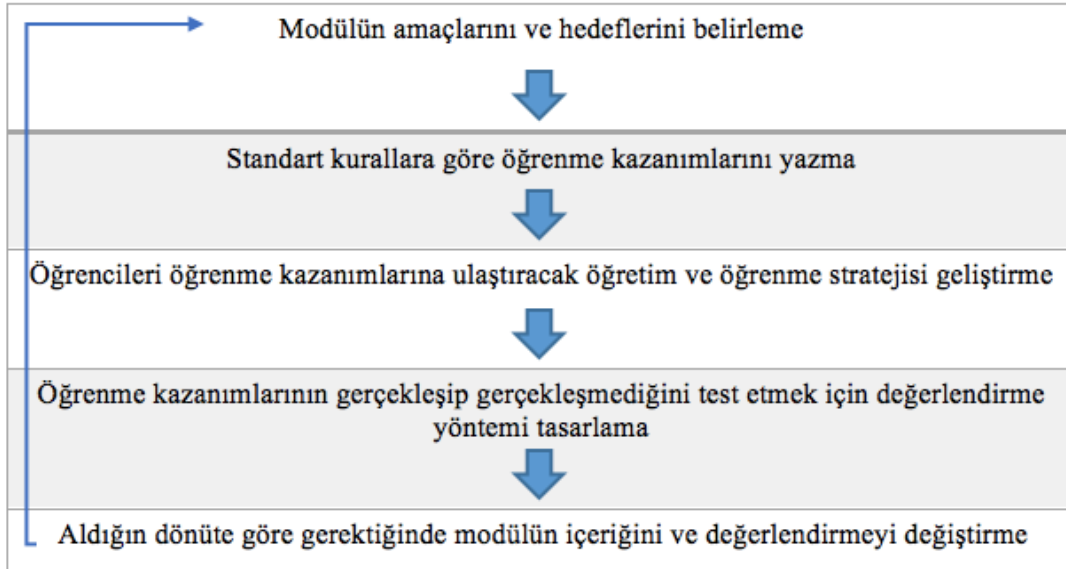 Modülün amaçlarını ve hedeflerini belirleme
Standart kurallara göre öğrenme kazanımlarını yazma
Öğrencileri öğrenme kazanımlarına ulaştıracak öğretim ve öğrenme stratejisi geliştirme
Öğrenme kazanımlarının gerçekleşip gerçekleşmediğini test etmek için değerlendirme
yöntemi tasarlama
Aldığın dönüte göre gerektiğinde modülün içeriğini ve değerlendirmeyi değiştirme